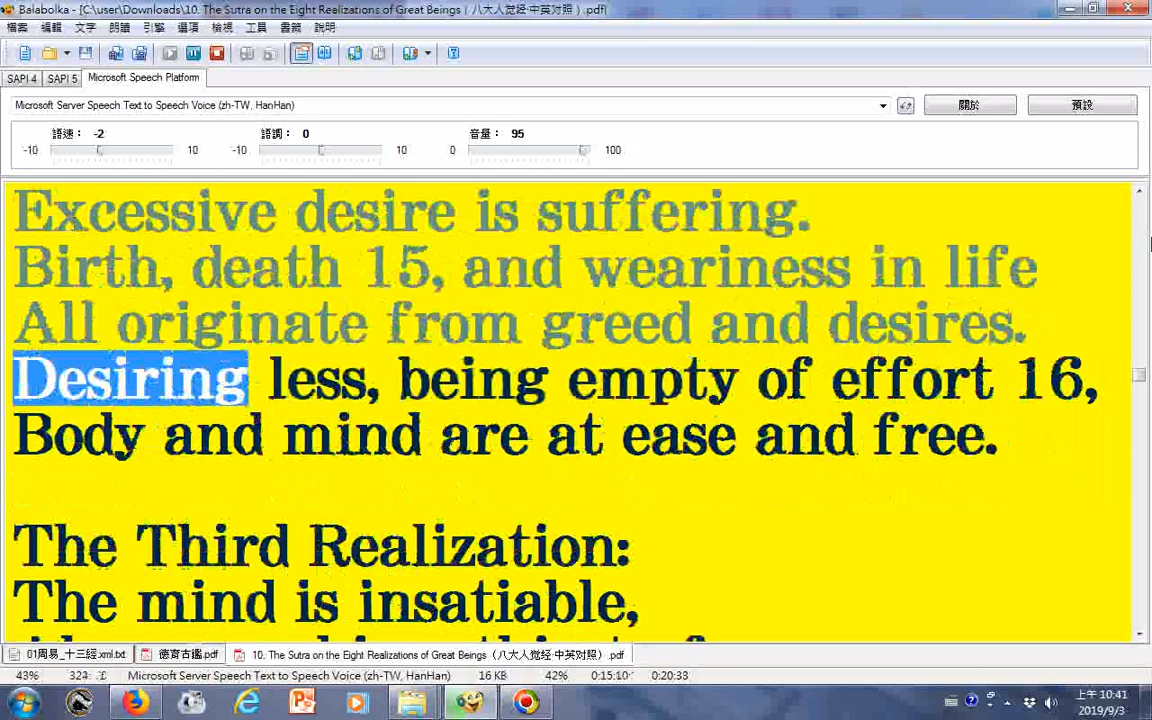 Balabolka - [C:\user\Downloads\10. The Sutra on the Eight Realizations of Great Beings（八大人觉经·中英对照）.pdf]
檔案 編輯 文字 朗讀 引擎 選項 檢視 工具 書籤 說明
SAPI 4 SAPI 5 Microsoft Speech Platform
Microsoft Server Speech Text to Speech Voice (zh-TW, HanHan) 關於 預設
語速： -2 語調： 0 音量： 95
-10 10 -10 10 0 100
Excessive desire is suffering.
Birth, death 15, and weariness in life
All originate from greed and desires.
Desiring less, being empty of effort 16,
Body and mind are at ease and free.
The Third Realization:
The mind is insatiable,
01周易_十三經.xml.txt 德育古鑑.pdf 10. The Sutra on the Eight Realizations of Great Beings（八大人觉经·中英对照）.pdf
43% 324 Microsoft Server Speech Text to Speech Voice (zh-TW, HanHan) 16 KB 42% 0:15:10 0:20:33
上午 10:41
2019/9/3